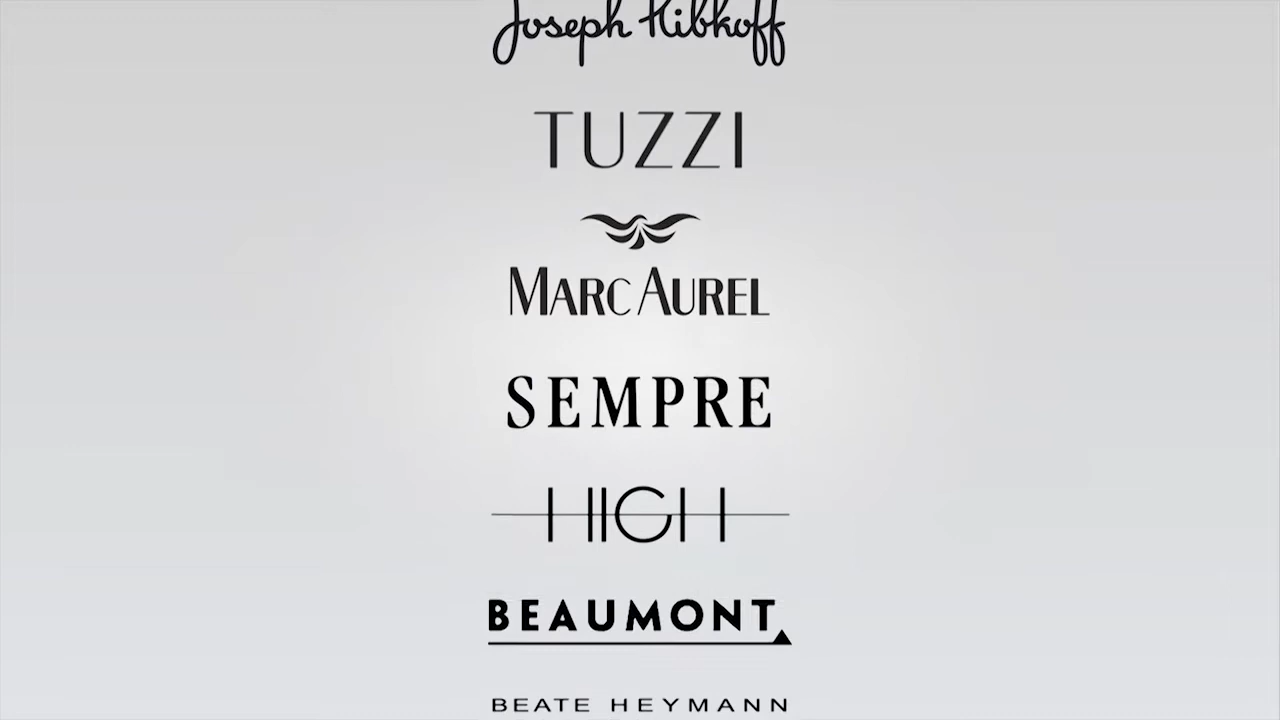 Joseph Ribkoff
TUZZI
MARC AUREL
SEMPRE
HIGH
BEAUMONT
BEATE HEYMANN